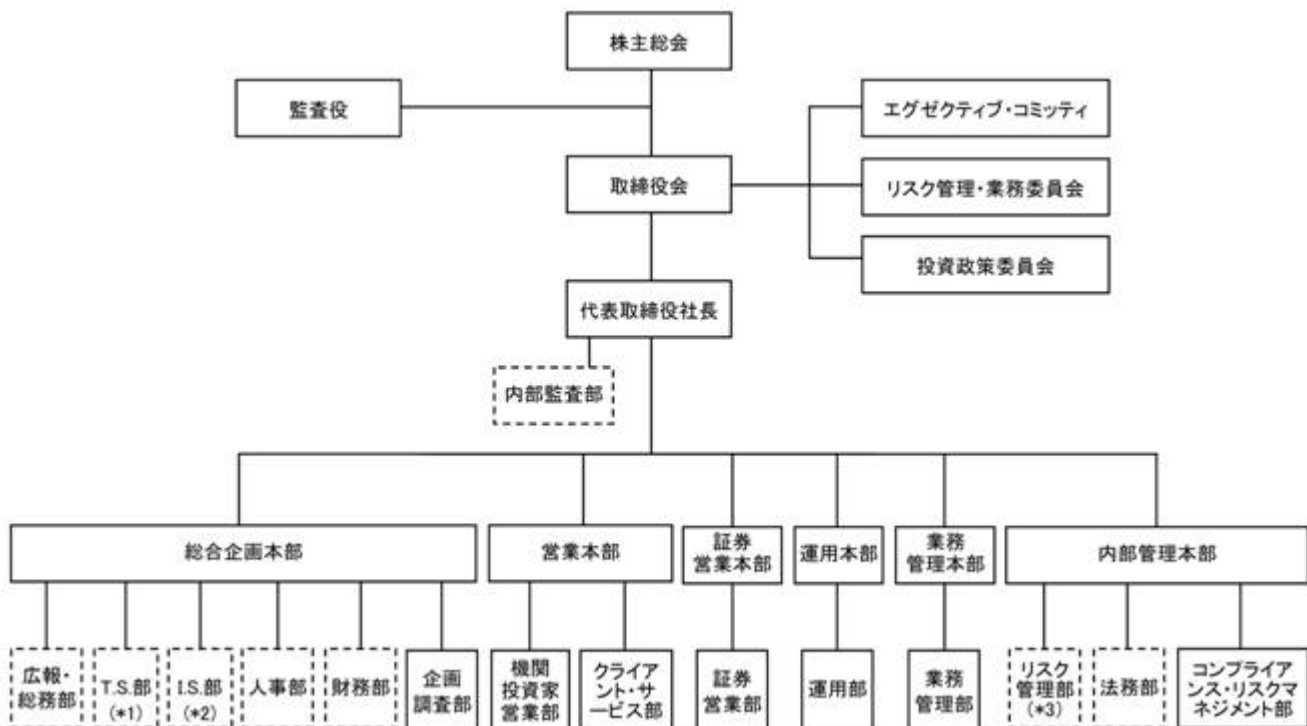 株主総会
監査役
エグゼクティブ・コミッティ
取締役会
リスク管理・業務委員会
投資政策委員会
代表取締役社長
内部監査部
総合企画本部
営業本部
証券
営業本部
運用本部
業務
管理本部
内部管理本部
広報・
総務部
T.S.部
(*1)
I.S.部
(*2)
人事部
財務部
企画
調査部
機関
投資家
営業部
クライア
ント・サ
ービス部
証券
営業部
運用部
業務
管理部
リスク
管理部
(*3)
法務部
コンプライア
ンス・リスクマ
ネジメント部